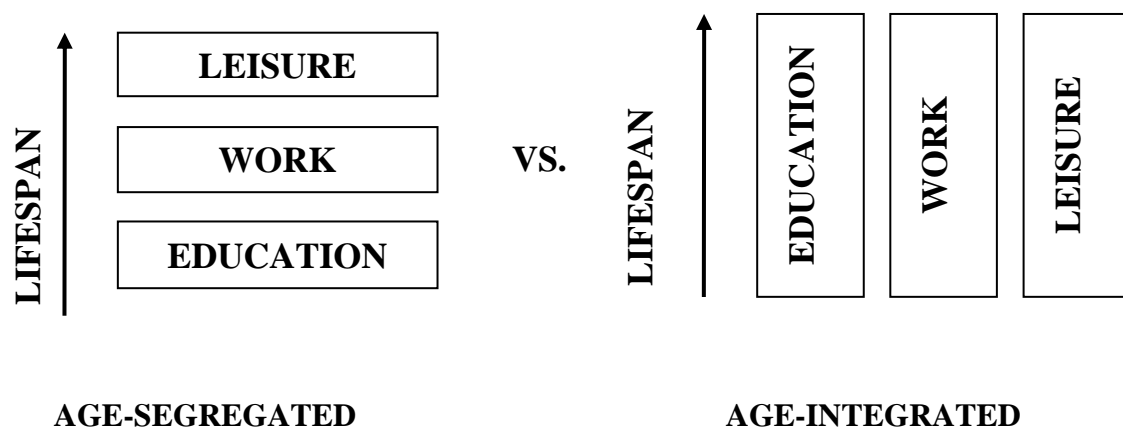 LIFESPAN
LEISURE
WORK
EDUCATION
VS.
LIFESPAN
EDUCATION
WORK
LEISURE
AGE-SEGREGATED
AGE-INTEGRATED